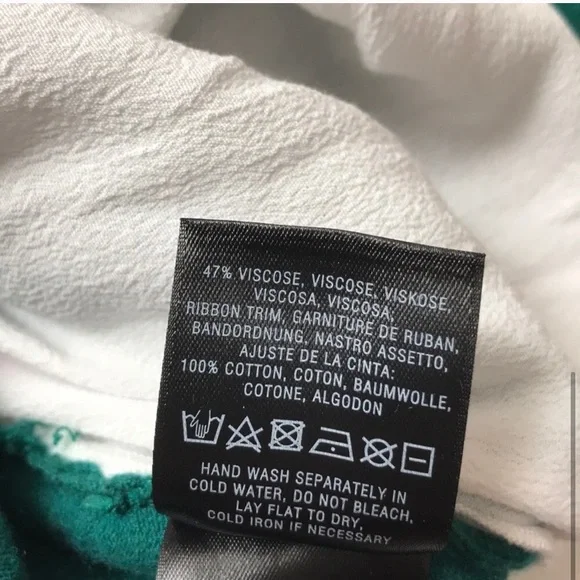 47% VISCOSE, VISCOSE, VISKOSE,
VISCOSA, VISCOSA,
RIBBON TRIM, GARNITURE DE RUBAN,
BANDORDNUNG, NASTRO ASSETTO,
AJUSTE DE LA CINTA:
100% COTTON, COTON, BAUMWOLLE,
COTONE, ALGODON
HAND WASH SEPARATELY IN
COLD WATER, DO NOT BLEACH,
LAY FLAT TO DRY,
COLD IRON IF NECESSARY